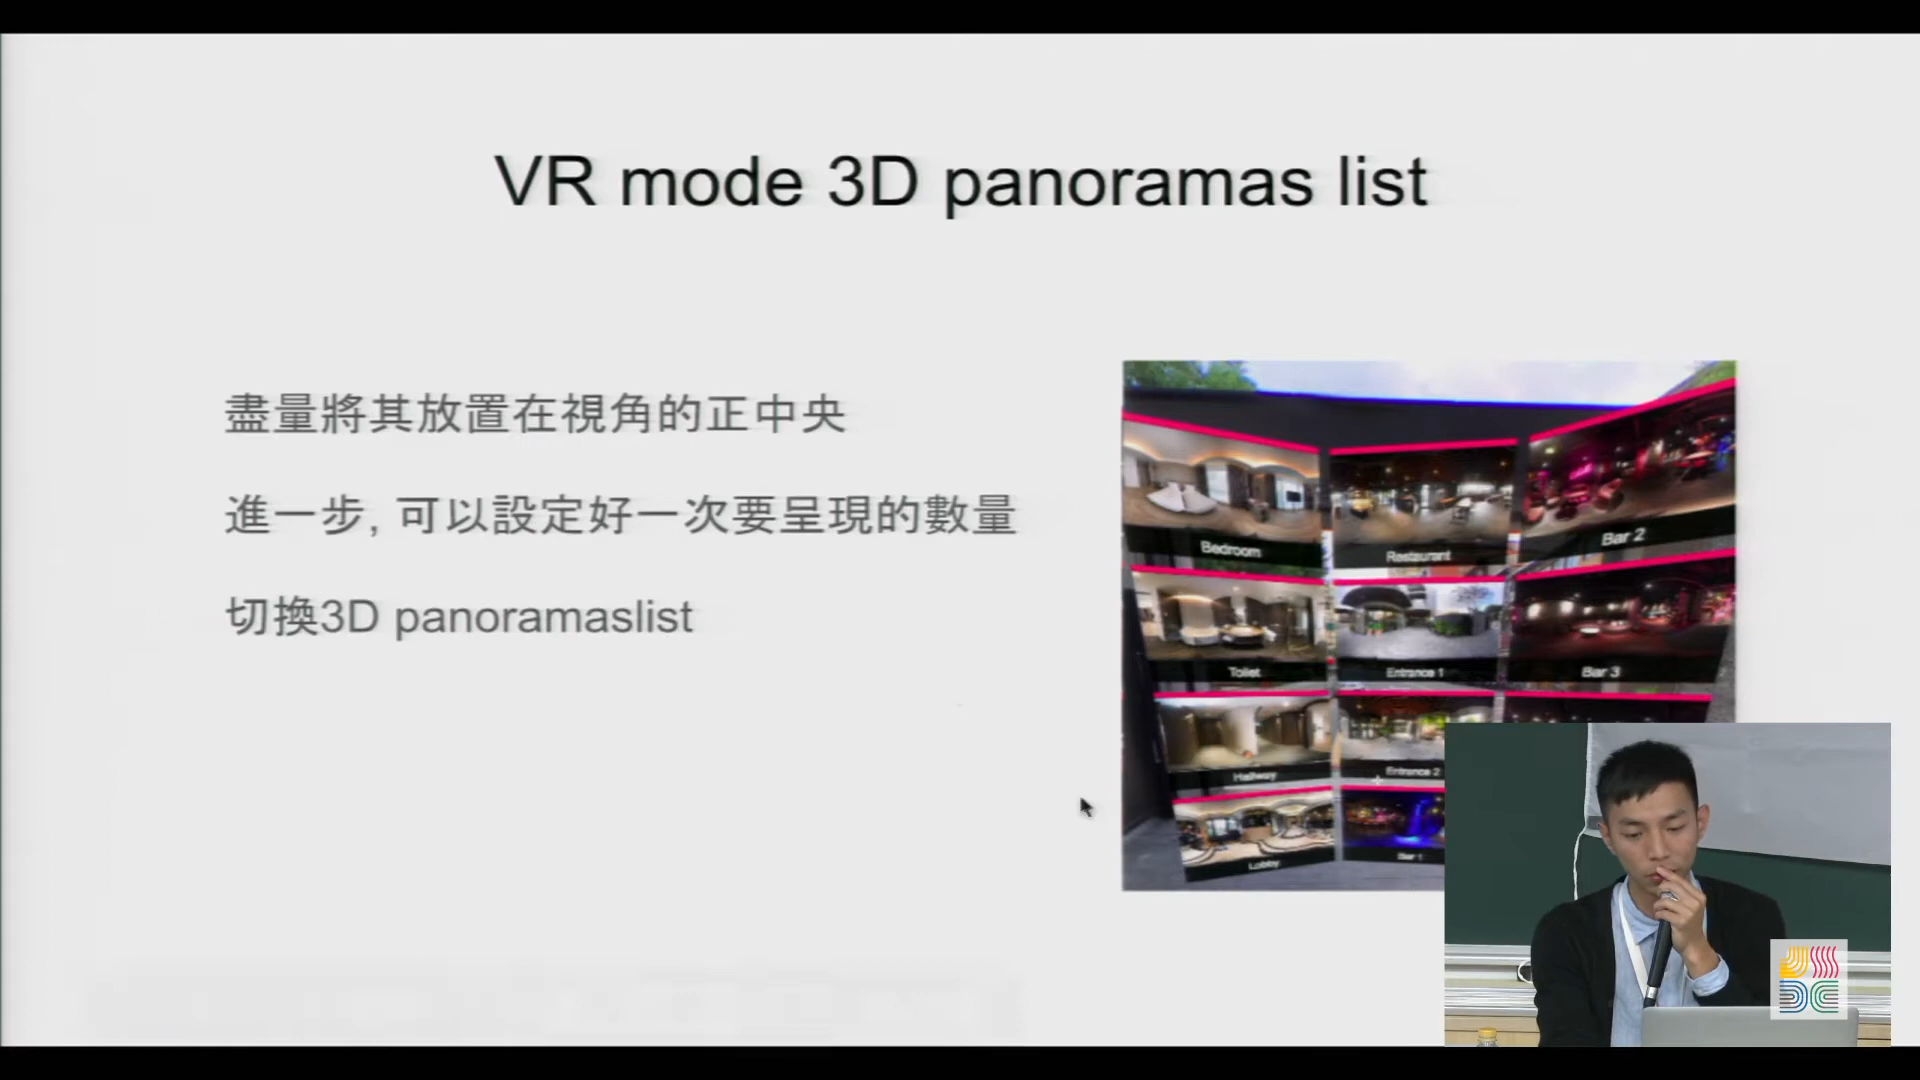 VR mode 3D panoramas list
盡量將其放置在視角的正中央
進一步, 可以設定好一次要呈現的數量
切換3D panoramaslist
Bedroom
Restaurant
Bar 2
Toilet
Entrance 1
Bar 3
Hallway
Entrance 2
Lobby
Bar 1
JSDC